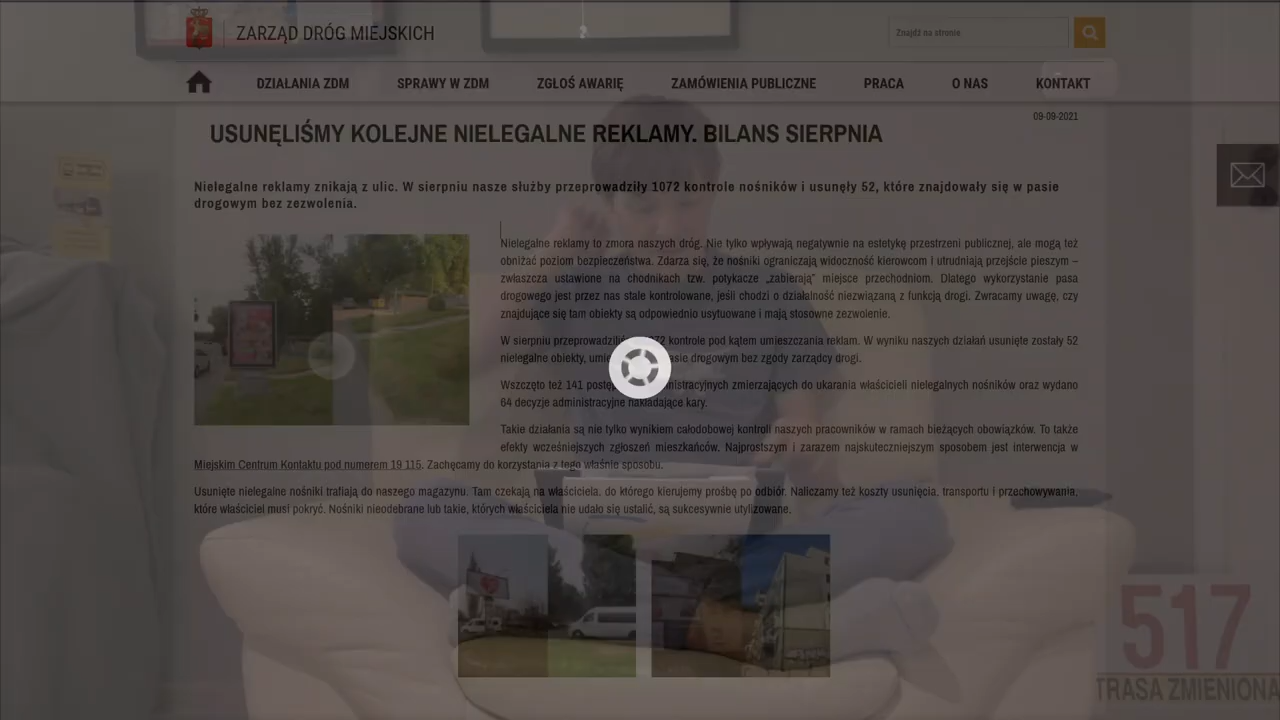 ZARZĄD DRÓG MIEJSKICH
Znajdź na stronie
DZIAŁANIA ZDM
SPRAWY W ZDM
ZGŁOŚ AWARIĘ
ZAMÓWIENIA PUBLICZNE
PRACA
O NAS
KONTAKT
09-09-2021
USUNĘLIŚMY KOLEJNE NIELEGALNE REKLAMY. BILANS SIERPNIA
Nielegalne reklamy znikają z ulic. W sierpniu nasze służby przeprowadziły 1072 kontrole nośników i usunęły 52, które znajdowały się w pasie
drogowym bez zezwolenia.
Nielegalne reklamy to zmora naszych dróg. Nie tylko wpływają negatywnie na estetykę przestrzeni publicznej, ale mogą też
obniżać poziom bezpieczeństwa. Zdarza się, że nośniki ograniczają widoczność kierowcom i utrudniają przejście pieszym –
zwłaszcza ustawione na chodnikach tzw. potykacze „zabierają” miejsce przechodniom. Dlatego wykorzystanie pasa
drogowego jest przez nas stale kontrolowane, jeśli chodzi o działalność niezwiązaną z funkcją drogi. Zwracamy uwagę, czy
znajdujące się tam obiekty są odpowiednio usytuowane i mają stosowne zezwolenie.
W sierpniu kontrole pod kątem umieszczania reklam. W wyniku naszych działań usunięte zostały 52
nielegalne obiekty, pasie drogowym bez zgody zarządcy drogi.
Wszczęto też 141 zmierzających do ukarania właścicieli nielegalnych nośników oraz wydano
64 decyzje administracyjne nakładające kary.
Takie działania są nie tylko wynikiem całodobowej kontroli naszych pracowników w ramach bieżących obowiązków. To także
efekty wcześniejszych zgłoszeń mieszkańców. Najprostszym i zarazem najskuteczniejszym sposobem jest interwencja w
Miejskim Centrum Kontaktu pod numerem 19 115. Zachęcamy do korzystania z tego właśnie sposobu.
Usunięte nielegalne nośniki trafiają do naszego magazynu. Tam czekają na właściciela, do którego kierujemy prośbę po odbiór. Naliczamy też koszty usunięcia, transportu i przechowywania,
które właściciel musi pokryć. Nośniki nieodebrane lub takie, których właściciela nie udało się ustalić, są sukcesywnie utylizowane.
517
TRASA ZMIENIONA